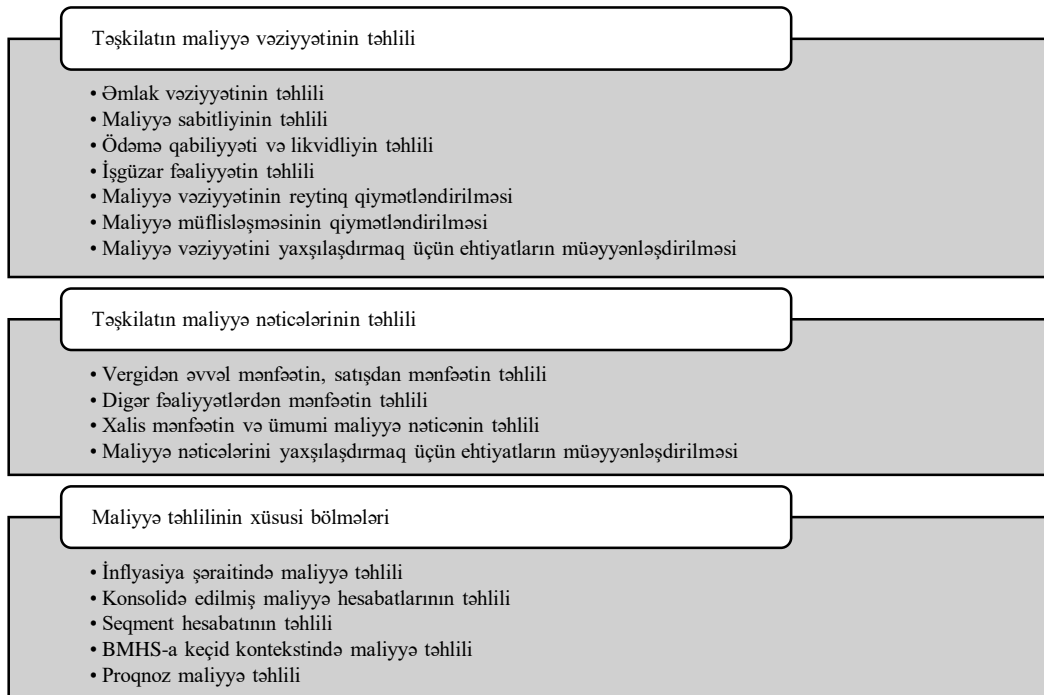 Təşkilatın maliyyə vəziyyətinin təhlili
• Əmlak vəziyyətinin təhlili
• Maliyyə sabitliyinin təhlili
• Ödəmə qabiliyyəti və likvidliyin təhlili
• İşgüzar fəaliyyətin təhlili
• Maliyyə vəziyyətinin reytinq qiymətləndirilməsi
• Maliyyə müflisləşməsinin qiymətləndirilməsi
• Maliyyə vəziyyətini yaxşılaşdırmaq üçün ehtiyatların müəyyənləşdirilməsi
Təşkilatın maliyyə nəticələrinin təhlili
• Vergidən əvvəl mənfəətin, satışdan mənfəətin təhlili
• Digər fəaliyyətlərdən mənfəətin təhlili
• Xalis mənfəətin və ümumi maliyyə nəticənin təhlili
• Maliyyə nəticələrini yaxşılaşdırmaq üçün ehtiyatların müəyyənləşdirilməsi
Maliyyə təhlilinin xüsusi bölmələri
• İnflyasiya şəraitində maliyyə təhlili
• Konsolidə edilmiş maliyyə hesabatlarının təhlili
• Seqment hesabatının təhlili
• BMHS-a keçid kontekstində maliyyə təhlili
• Proqnoz maliyyə təhlili